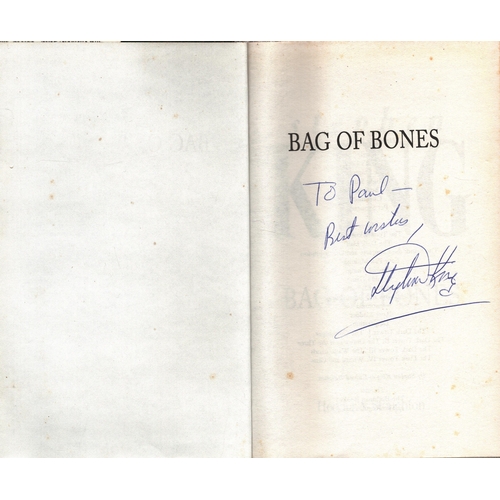 BAG OF BONES
To Paul —
Best wishes,
Stephen King